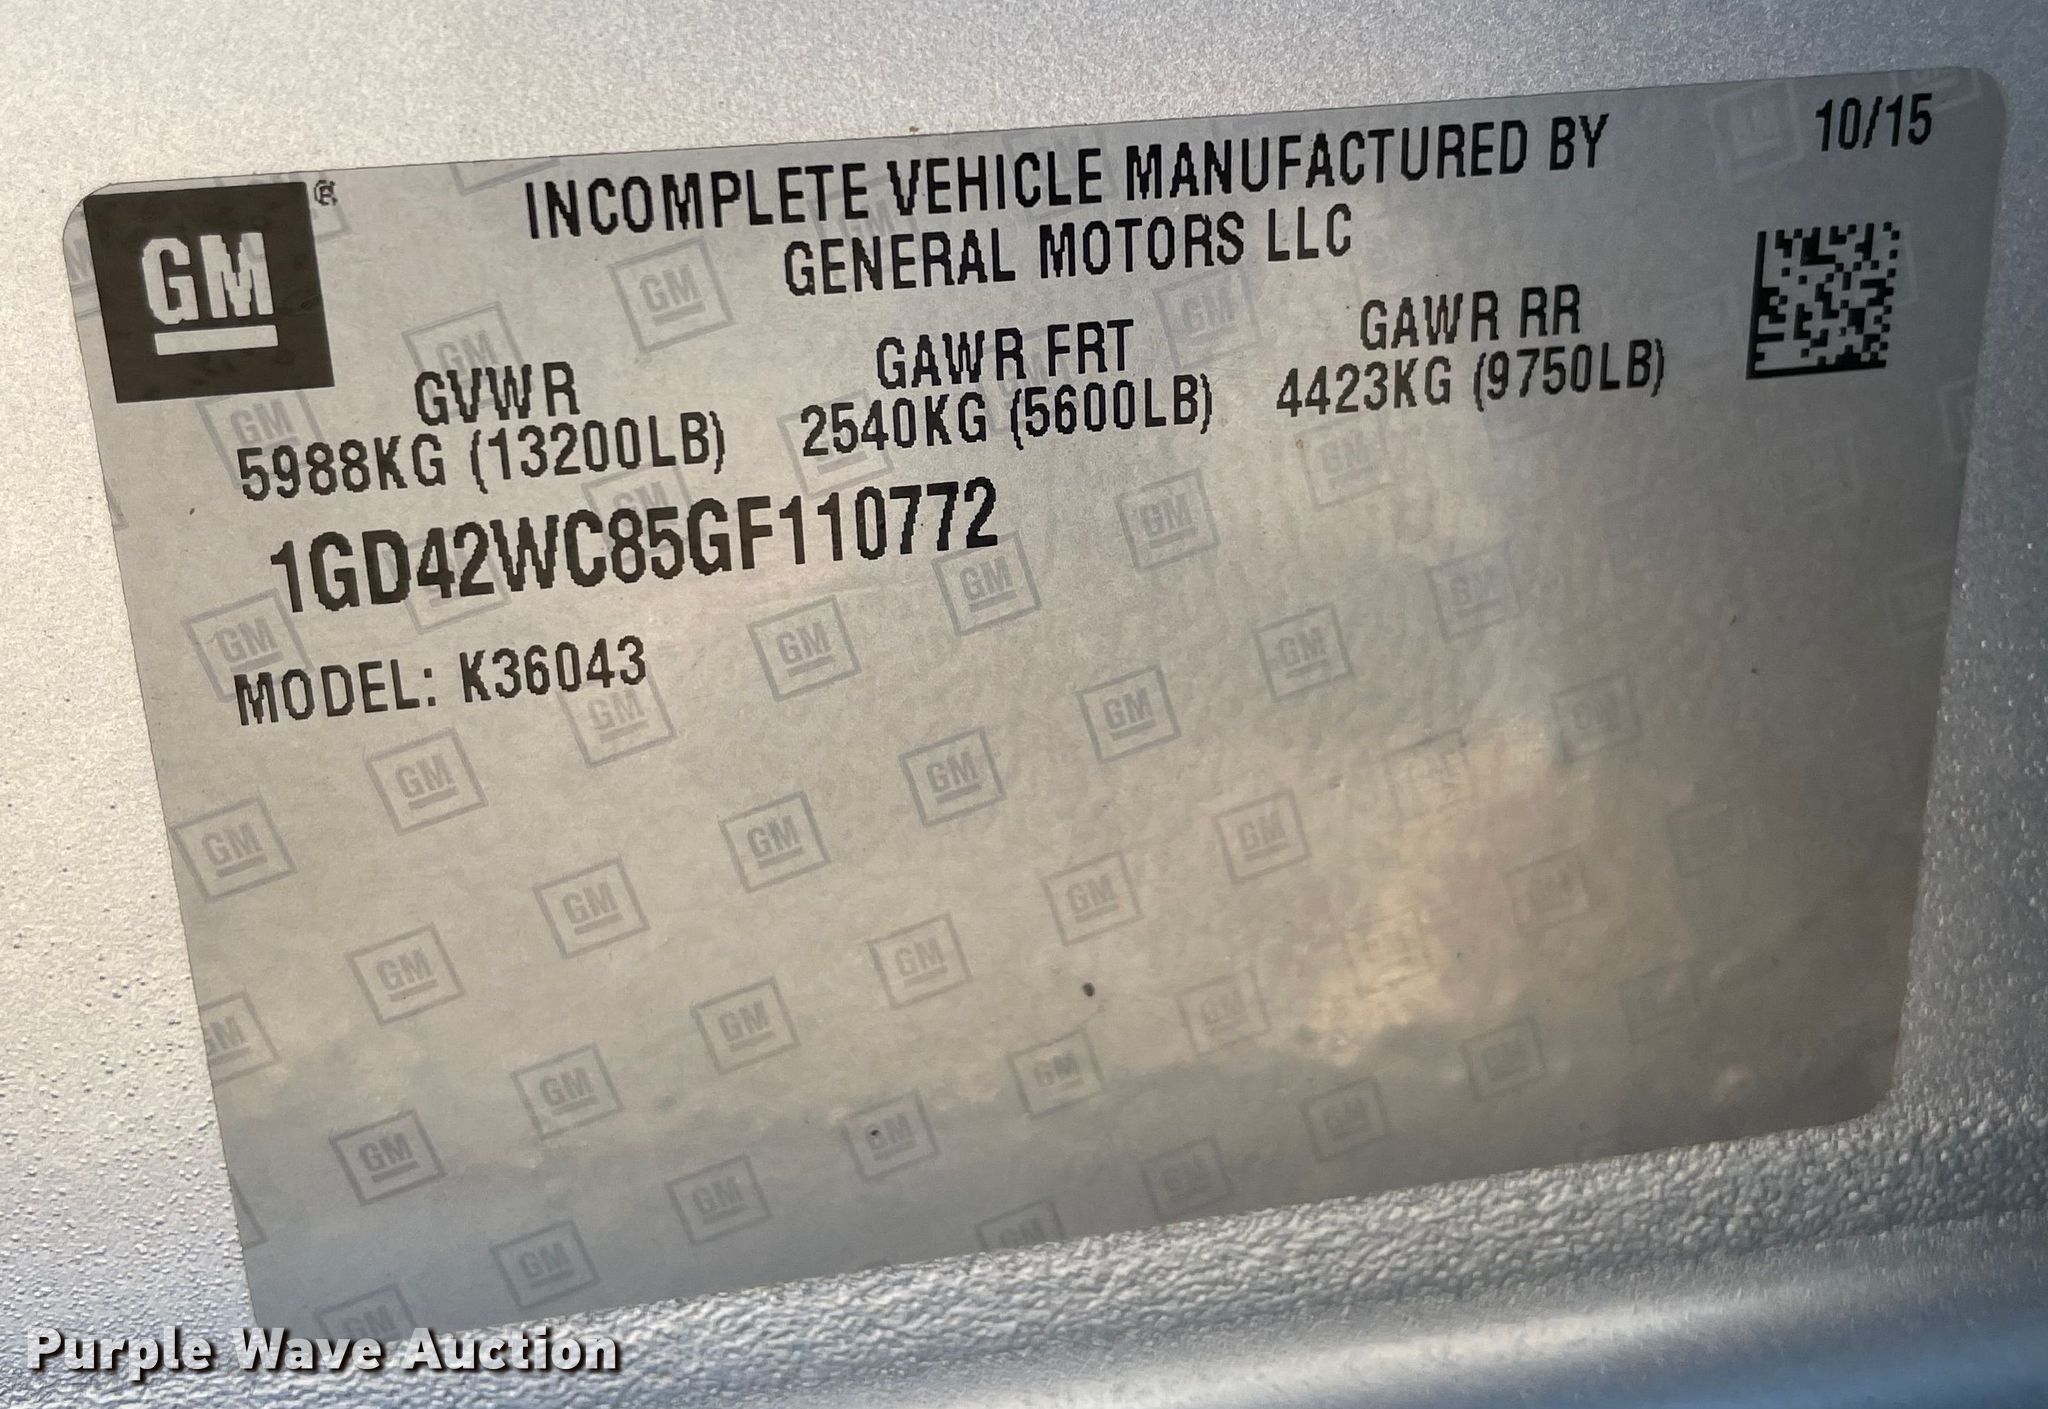 GM®
INCOMPLETE VEHICLE MANUFACTURED BY
GENERAL MOTORS LLC
10/15
GVWR
5988KG (13200LB)
GAWR FRT
2540KG (5600LB)
GAWR RR
4423KG (9750LB)
1GD42WC85GF110772
MODEL: K36043
Purple Wave Auction